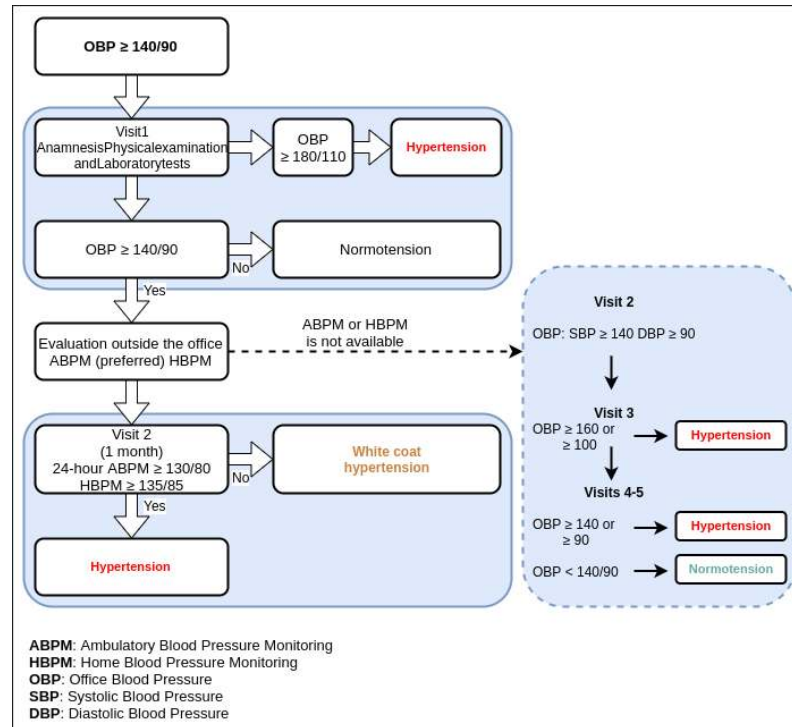 OBP ≥ 140/90
Visit1
AnamnesisPhysicalexamination
andLaboratorytests
OBP
≥ 180/110
Hypertension
OBP ≥ 140/90
No
Normotension
Yes
Evaluation outside the office
ABPM (preferred) HBPM
ABPM or HBPM
is not available
Visit 2
(1 month)
24-hour ABPM ≥ 130/80
HBPM ≥ 135/85
No
White coat
hypertension
Yes
Hypertension
Visit 2
OBP: SBP ≥ 140 DBP ≥ 90
Visit 3
OBP ≥ 160 or
≥ 100
Hypertension
Visits 4-5
OBP ≥ 140 or
≥ 90
Hypertension
OBP < 140/90
Normotension
ABPM: Ambulatory Blood Pressure Monitoring
HBPM: Home Blood Pressure Monitoring
OBP: Office Blood Pressure
SBP: Systolic Blood Pressure
DBP: Diastolic Blood Pressure